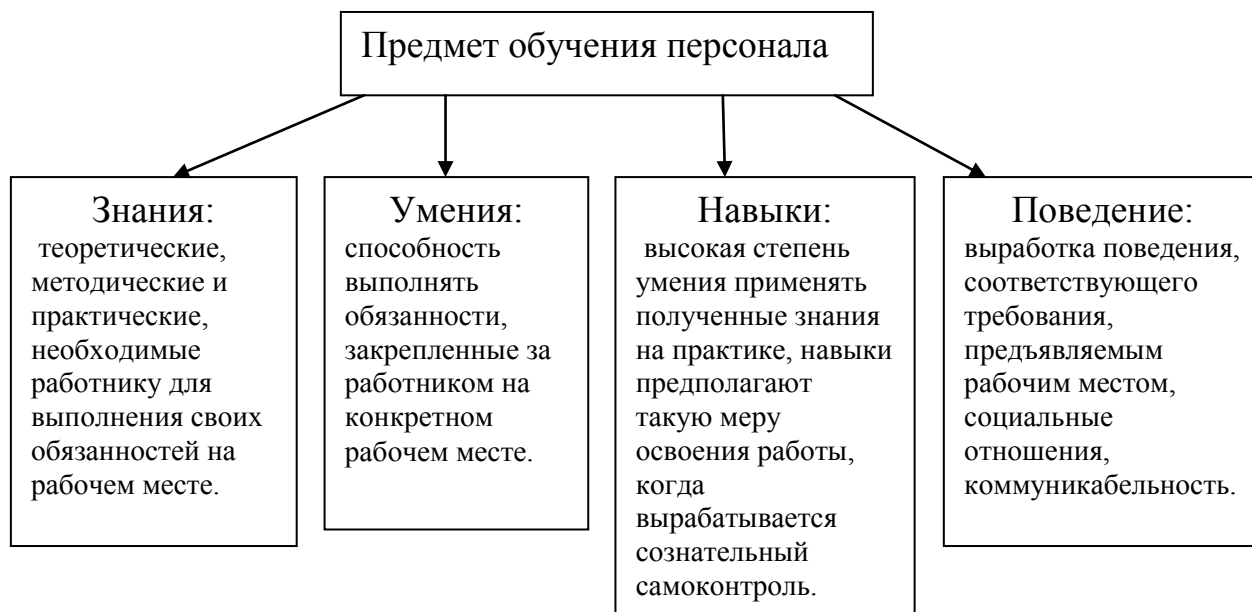 Предмет обучения персонала
Знания:
теоретические,
методические и
практические,
необходимые
работнику для
выполнения своих
обязанностей на
рабочем месте.
Умения:
способность
выполнять
обязанности,
закрепленные за
работником на
конкретном
рабочем месте.
Навыки:
высокая степень
умения применять
полученные знания
на практике, навыки
предполагают
такую меру
освоения работы,
когда
вырабатывается
сознательный
самоконтроль.
Поведение:
выработка поведения,
соответствующего
требования,
предъявляемым
рабочим местом,
социальные
отношения,
коммуникабельность.